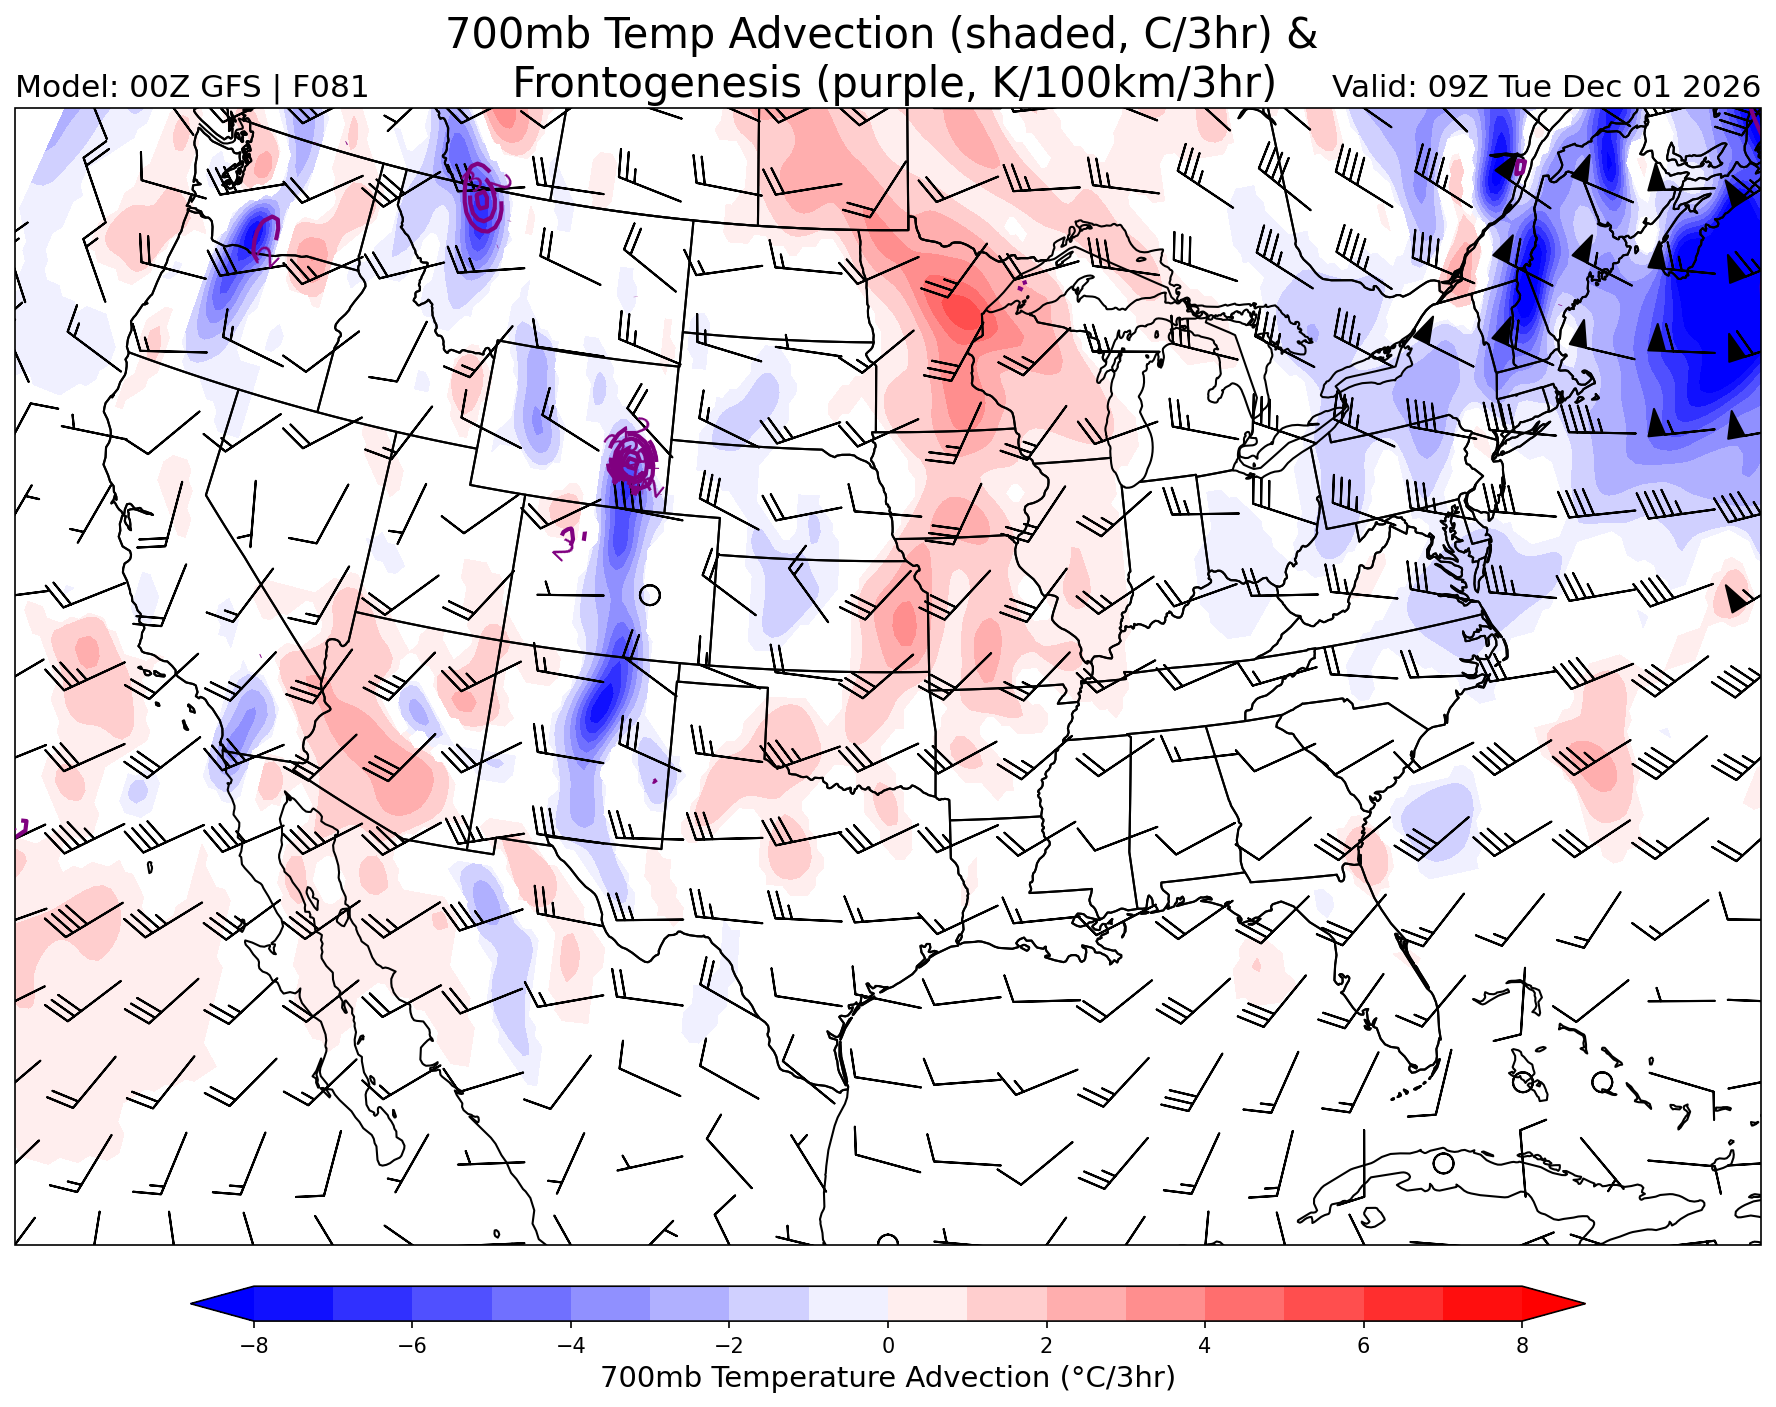 700mb Temp Advection (shaded, C/3hr) &
Frontogenesis (purple, K/100km/3hr)
Model: 00Z GFS | F081
Valid: 09Z Tue Dec 01 2026
−8 −6 −4 −2 0 2 4 6 8
700mb Temperature Advection (°C/3hr)